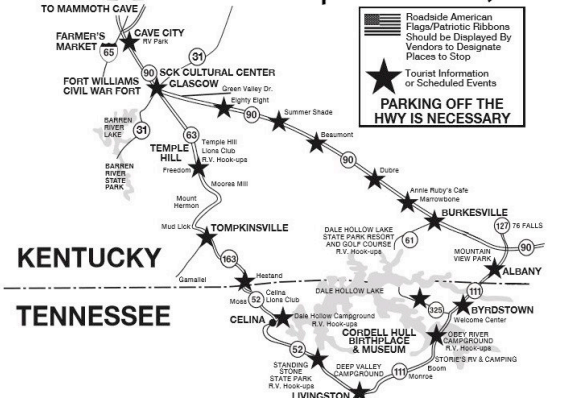 TO MAMMOTH CAVE
FARMER'S
MARKET
CAVE CITY
RV Park
65
31
90
FORT WILLIAMS
CIVIL WAR FORT
SCK CULTURAL CENTER
GLASGOW
Green Valley Dr.
Eighty Eight
90
Summer Shade
Beaumont
90
Dubre
Annie Ruby's Cafe
Marrowbone
BURKESVILLE
Roadside American
Flags/Patriotic Ribbons
Should be Displayed By
Vendors to Designate
Places to Stop
Tourist Information
or Scheduled Events
PARKING OFF THE
HWY IS NECESSARY
BARREN
RIVER
LAKE
31
BARREN
RIVER
STATE
PARK
63
TEMPLE
HILL
Temple Hill
Lions Club
R.V. Hook-ups
Freedom
Moores Mill
Mount
Hermon
Mud Lick
TOMPKINSVILLE
163
Gamaliel
Hestand
DALE HOLLOW LAKE
STATE PARK RESORT
AND GOLF COURSE
R.V. Hook-ups
61
127
76 FALLS
90
MOUNTAIN
VIEW PARK
ALBANY
KENTUCKY
TENNESSEE
Moss
52
Celina
Lions Club
DALE HOLLOW LAKE
111
325
BYRDSTOWN
Welcome Center
CELINA
Dale Hollow Campground
R.V. Hook-ups
CORDELL HULL
BIRTHPLACE
& MUSEUM
OBEY RIVER
CAMPGROUND
R.V. Hook-ups
STORIE'S RV & CAMPING
Boom
52
STANDING
STONE
STATE PARK
R.V. Hook-ups
DEEP VALLEY
CAMPGROUND
111
Monroe
LIVINGSTON